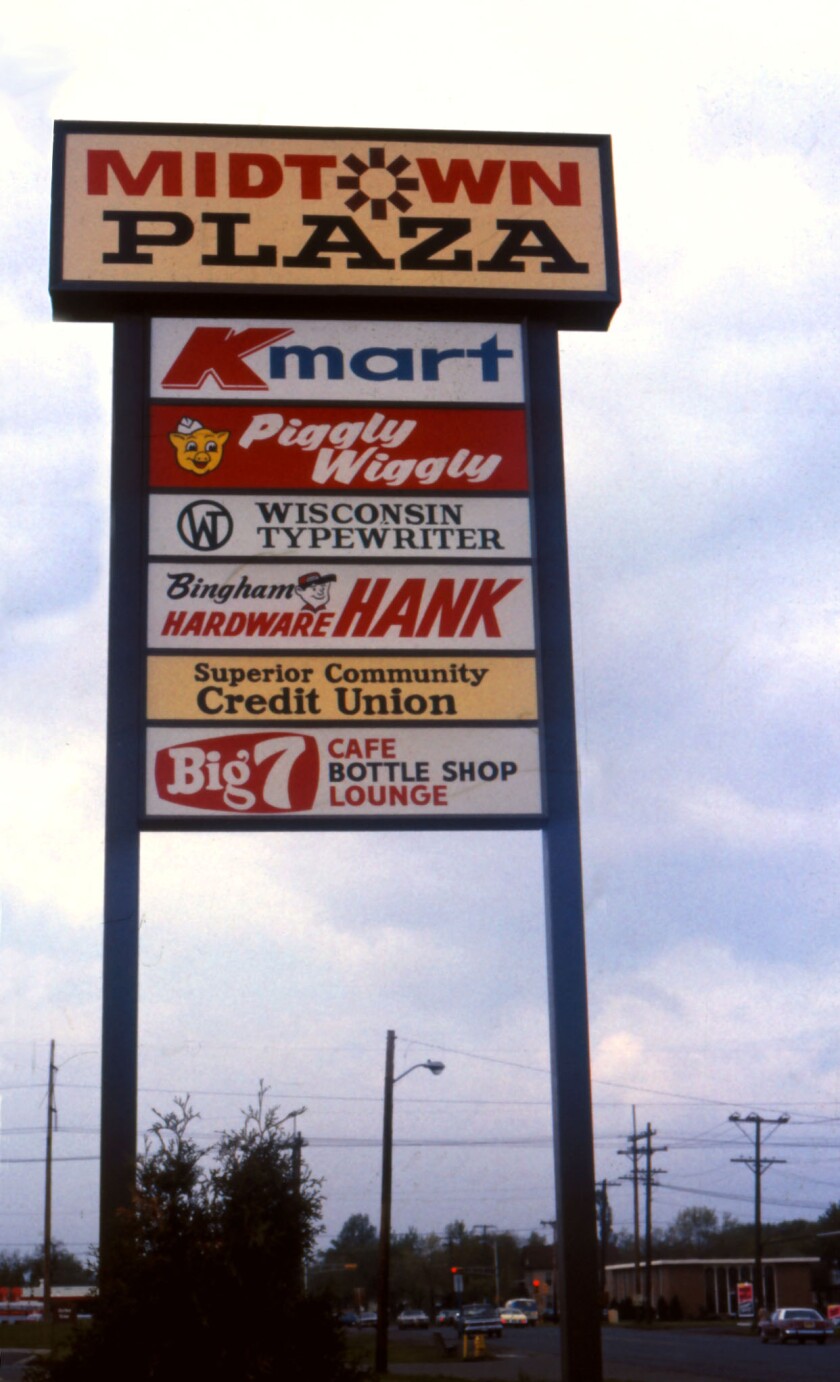 MIDTOWN
PLAZA
Kmart
Piggly
Wiggly
WT WISCONSIN
TYPEWRITER
Bingham
HARDWARE HANK
Superior Community
Credit Union
Big 7 CAFE
BOTTLE SHOP
LOUNGE